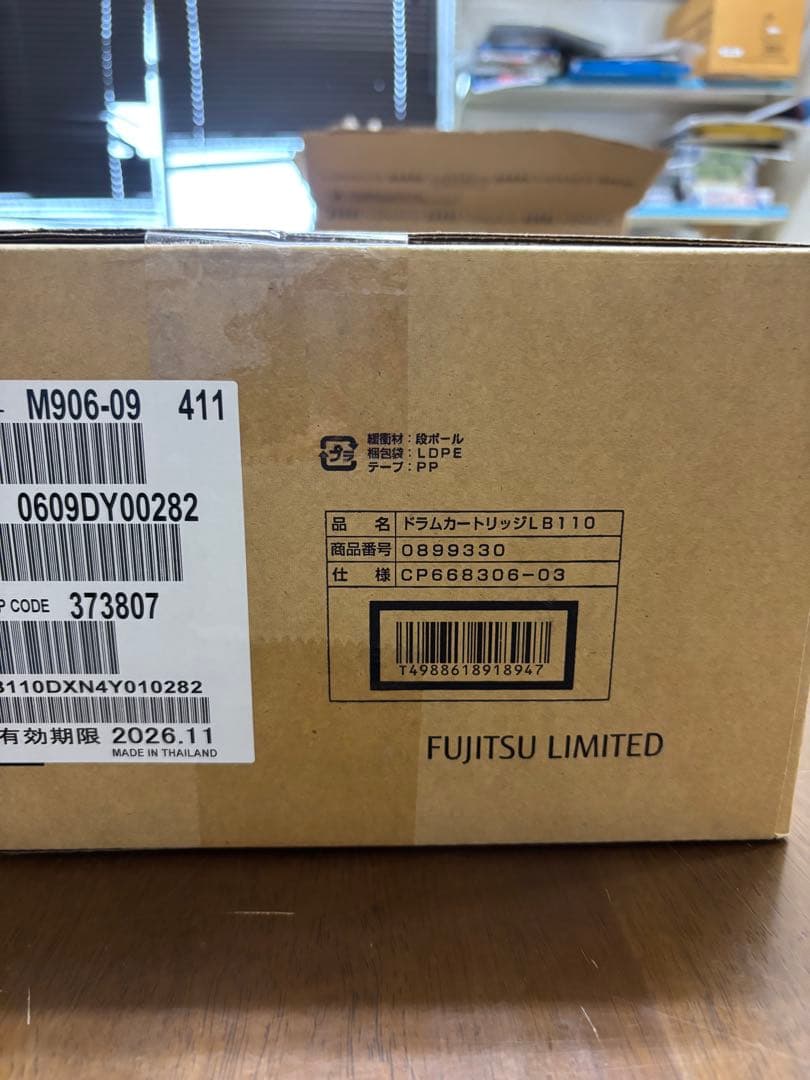 M906-09 411
0609DY00282
P CODE 373807
110DXN4Y010282
有効期限 2026.11
MADE IN THAILAND
プラ
緩衝材：段ボール
梱包袋：LDPE
テープ：PP
品名 ドラムカートリッジLB110
商品番号 0899330
仕様 CP668306-03
T4988618918947
FUJITSU LIMITED